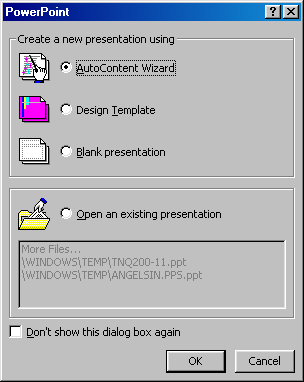 PowerPoint
Create a new presentation using
AutoContent Wizard
Design Template
Blank presentation
Open an existing presentation
More Files...
\WINDOWS\TEMP\TNQ200-11.ppt
\WINDOWS\TEMP\ANGELSIN.PPS.ppt
Don't show this dialog box again
OK
Cancel